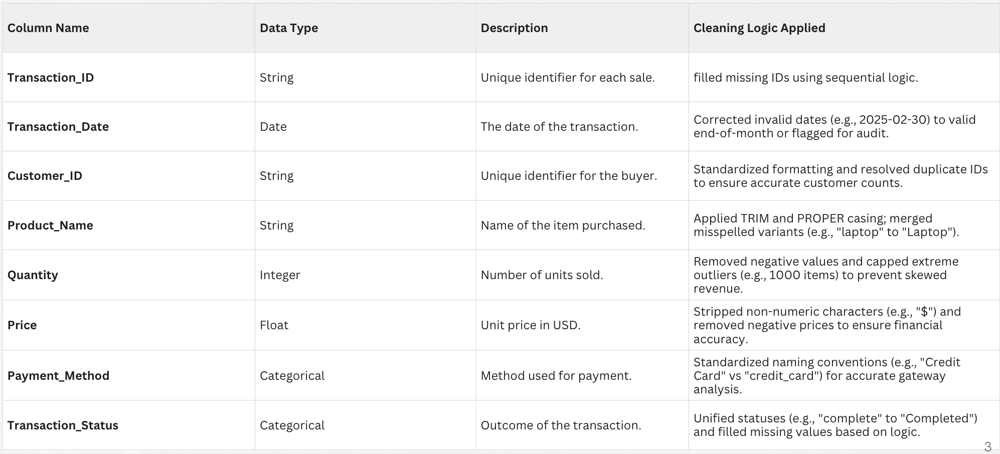 Column Name
Data Type
Description
Cleaning Logic Applied
Transaction_ID
String
Unique identifier for each sale.
filled missing IDs using sequential logic.
Transaction_Date
Date
The date of the transaction.
Corrected invalid dates (e.g., 2025-02-30) to valid
end-of-month or flagged for audit.
Customer_ID
String
Unique identifier for the buyer.
Standardized formatting and resolved duplicate IDs
to ensure accurate customer counts.
Product_Name
String
Name of the item purchased.
Applied TRIM and PROPER casing; merged
misspelled variants (e.g., "laptop" to "Laptop").
Quantity
Integer
Number of units sold.
Removed negative values and capped extreme
outliers (e.g., 1000 items) to prevent skewed
revenue.
Price
Float
Unit price in USD.
Stripped non-numeric characters (e.g., "$") and
removed negative prices to ensure financial
accuracy.
Payment_Method
Categorical
Method used for payment.
Standardized naming conventions (e.g., "Credit
Card" vs "credit_card") for accurate gateway
analysis.
Transaction_Status
Categorical
Outcome of the transaction.
Unified statuses (e.g., "complete" to "Completed")
and filled missing values based on logic.
3